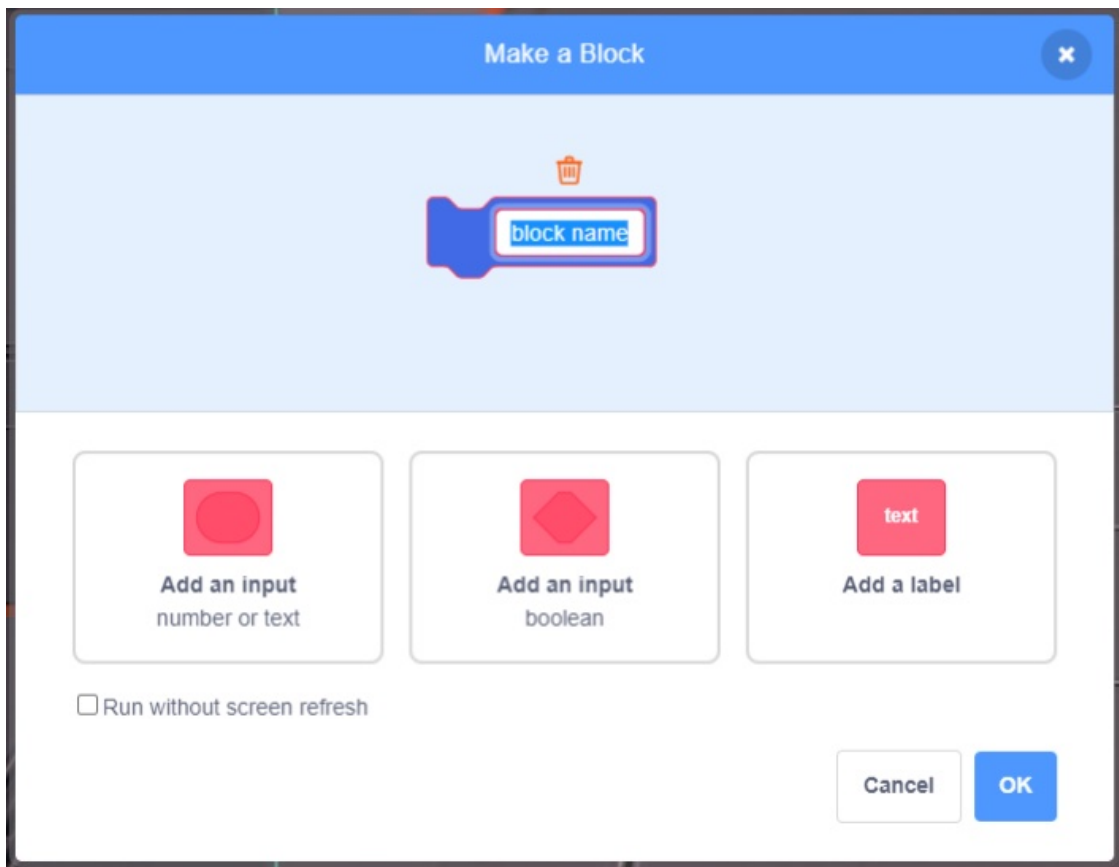 Make a Block
block name
text
Add an input
number or text
Add an input
boolean
Add a label
Run without screen refresh
Cancel
OK